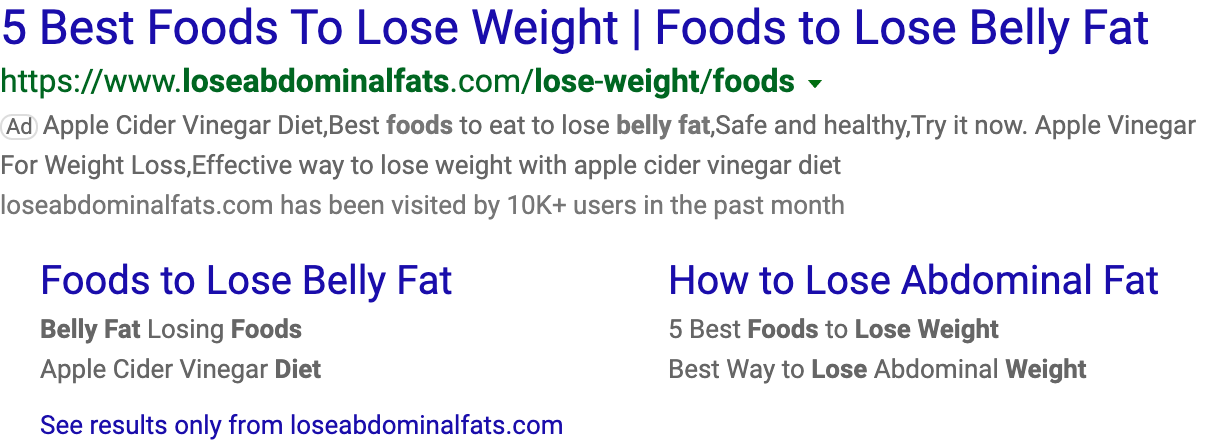 5 Best Foods To Lose Weight | Foods to Lose Belly Fat
https://www.loseabdominalfats.com/lose-weight/foods
Ad Apple Cider Vinegar Diet,Best foods to eat to lose belly fat,Safe and healthy,Try it now. Apple Vinegar
For Weight Loss,Effective way to lose weight with apple cider vinegar diet
loseabdominalfats.com has been visited by 10K+ users in the past month
Foods to Lose Belly Fat
Belly Fat Losing Foods
Apple Cider Vinegar Diet
How to Lose Abdominal Fat
5 Best Foods to Lose Weight
Best Way to Lose Abdominal Weight
See results only from loseabdominalfats.com